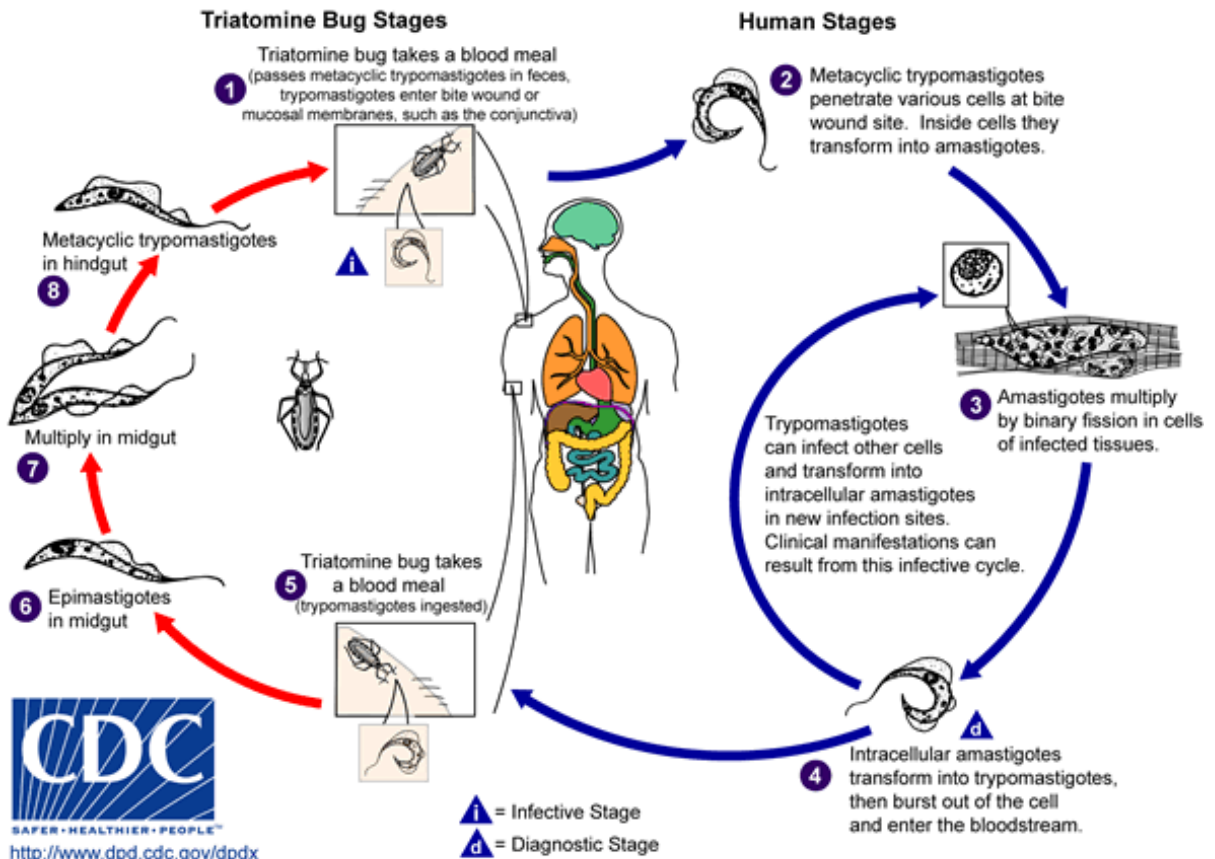 Triatomine Bug Stages
Human Stages
Triatomine bug takes a blood meal
(passes metacyclic trypomastigotes in feces,
trypomastigotes enter bite wound or
mucosal membranes, such as the conjunctiva)
1
2
Metacyclic trypomastigotes
penetrate various cells at bite
wound site. Inside cells they
transform into amastigotes.
i
Metacyclic trypomastigotes
in hindgut
8
3
Amastigotes multiply
by binary fission in cells
of infected tissues.
Trypomastigotes
can infect other cells
and transform into
intracellular amastigotes
in new infection sites.
Clinical manifestations can
result from this infective cycle.
Multiply in midgut
7
5
Triatomine bug takes
a blood meal
(trypomastigotes ingested)
6
Epimastigotes
in midgut
d
4
Intracellular amastigotes
transform into trypomastigotes,
then burst out of the cell
and enter the bloodstream.
CDC
SAFER•HEALTHIER•PEOPLE™
http://www.dpd.cdc.gov/dpdx
i = Infective Stage
d = Diagnostic Stage